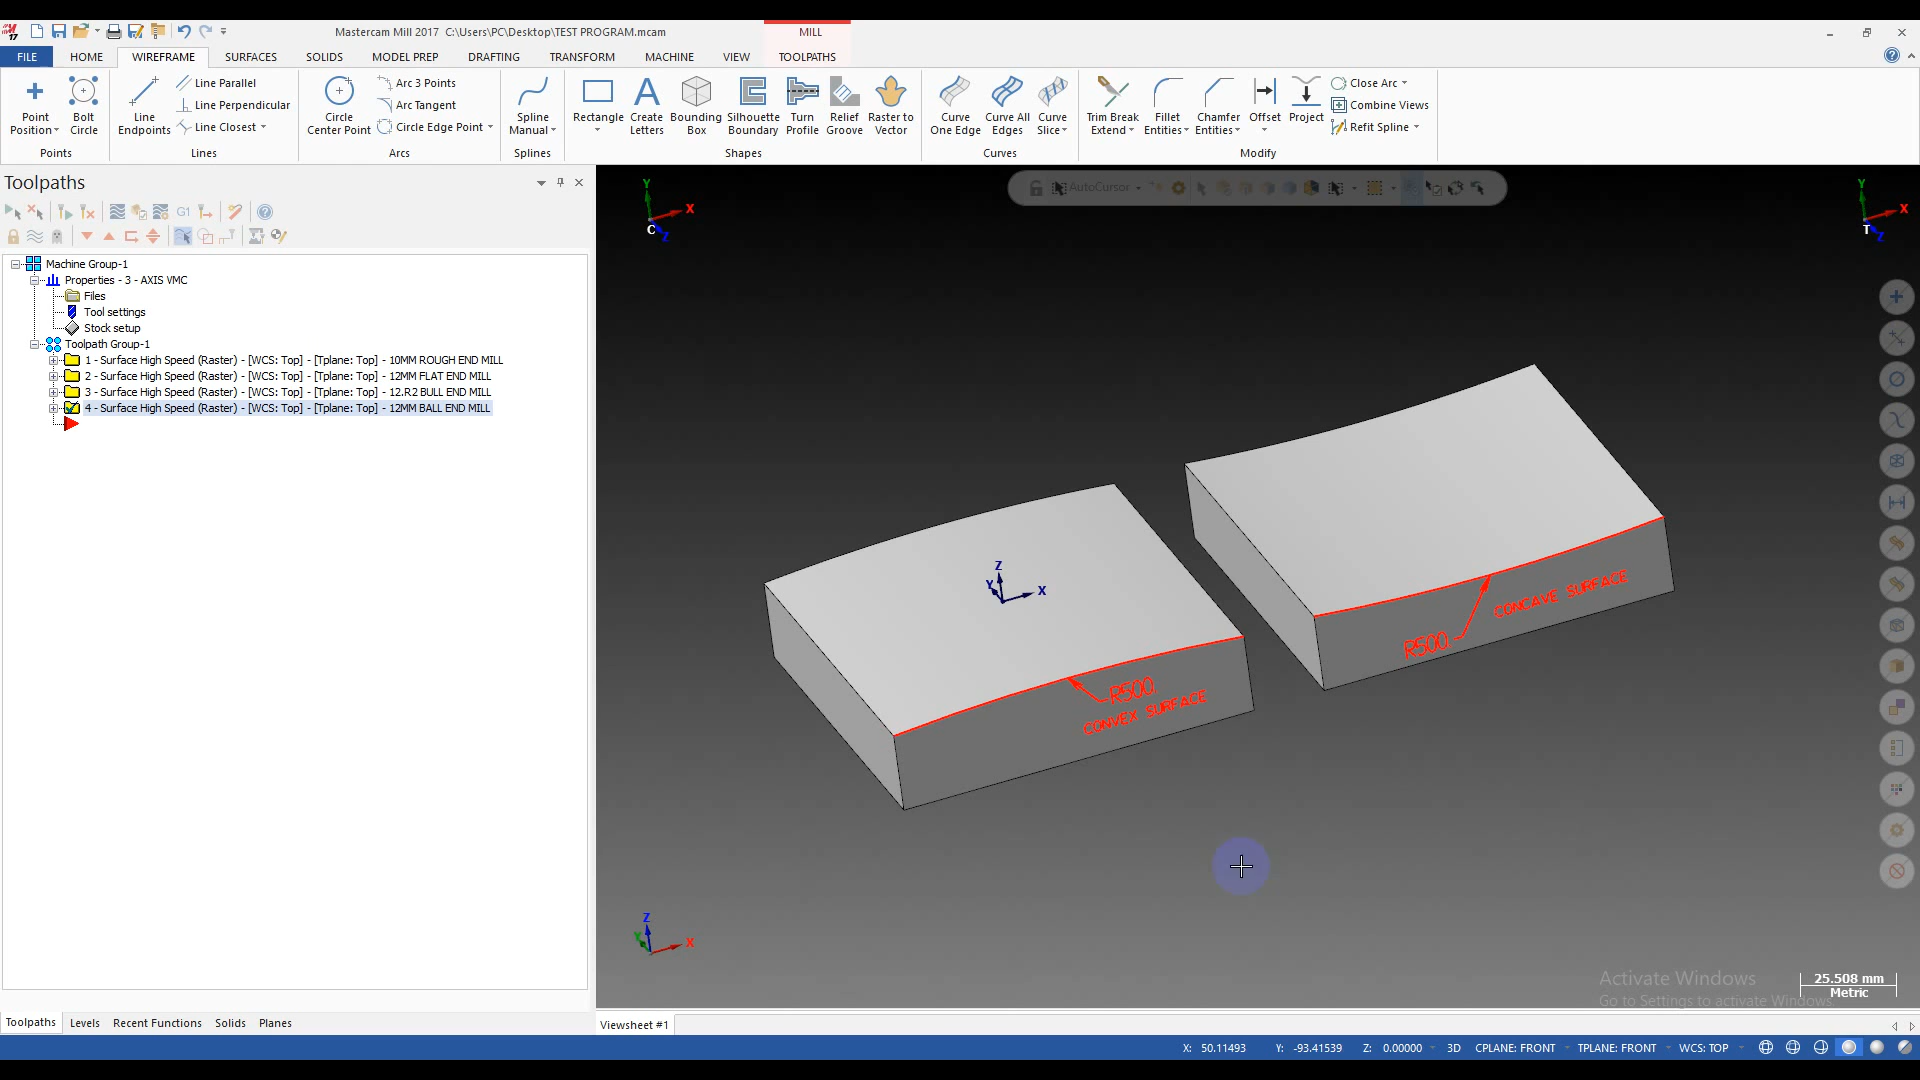 Mastercam Mill 2017 C:\Users\PC\Desktop\TEST PROGRAM.mcam
MILL
FILE HOME WIREFRAME SURFACES SOLIDS MODEL PREP DRAFTING TRANSFORM MACHINE VIEW TOOLPATHS
Point Position
Bolt Circle
Points
Line Endpoints
Line Parallel
Line Perpendicular
Line Closest
Lines
Circle Center Point
Arc 3 Points
Arc Tangent
Circle Edge Point
Arcs
Spline Manual
Splines
Rectangle
Create Letters
Bounding Box
Silhouette Boundary
Turn Profile
Relief Groove
Raster to Vector
Shapes
Curve One Edge
Curve All Edges
Curve Slice
Curves
Trim Break Extend
Fillet Entities
Chamfer Entities
Offset
Project
Close Arc
Combine Views
Refit Spline
Modify
Toolpaths
G1
Machine Group-1
Properties - 3 - AXIS VMC
Files
Tool settings
Stock setup
Toolpath Group-1
1 - Surface High Speed (Raster) - [WCS: Top] - [Tplane: Top] - 10MM ROUGH END MILL
2 - Surface High Speed (Raster) - [WCS: Top] - [Tplane: Top] - 12MM FLAT END MILL
3 - Surface High Speed (Raster) - [WCS: Top] - [Tplane: Top] - 12.R2 BULL END MILL
4 - Surface High Speed (Raster) - [WCS: Top] - [Tplane: Top] - 12MM BALL END MILL
AutoCursor
Y
X
C
Z
Y
X
T
Z
Z
Y
X
R500.
CONVEX SURFACE
R500.
CONCAVE SURFACE
Z
Y
X
Activate Windows
Go to Settings to activate Windows.
25.508 mm
Metric
Toolpaths Levels Recent Functions Solids Planes
Viewsheet #1
X: 50.11493 Y: -93.41539 Z: 0.00000 3D CPLANE: FRONT TPLANE: FRONT WCS: TOP